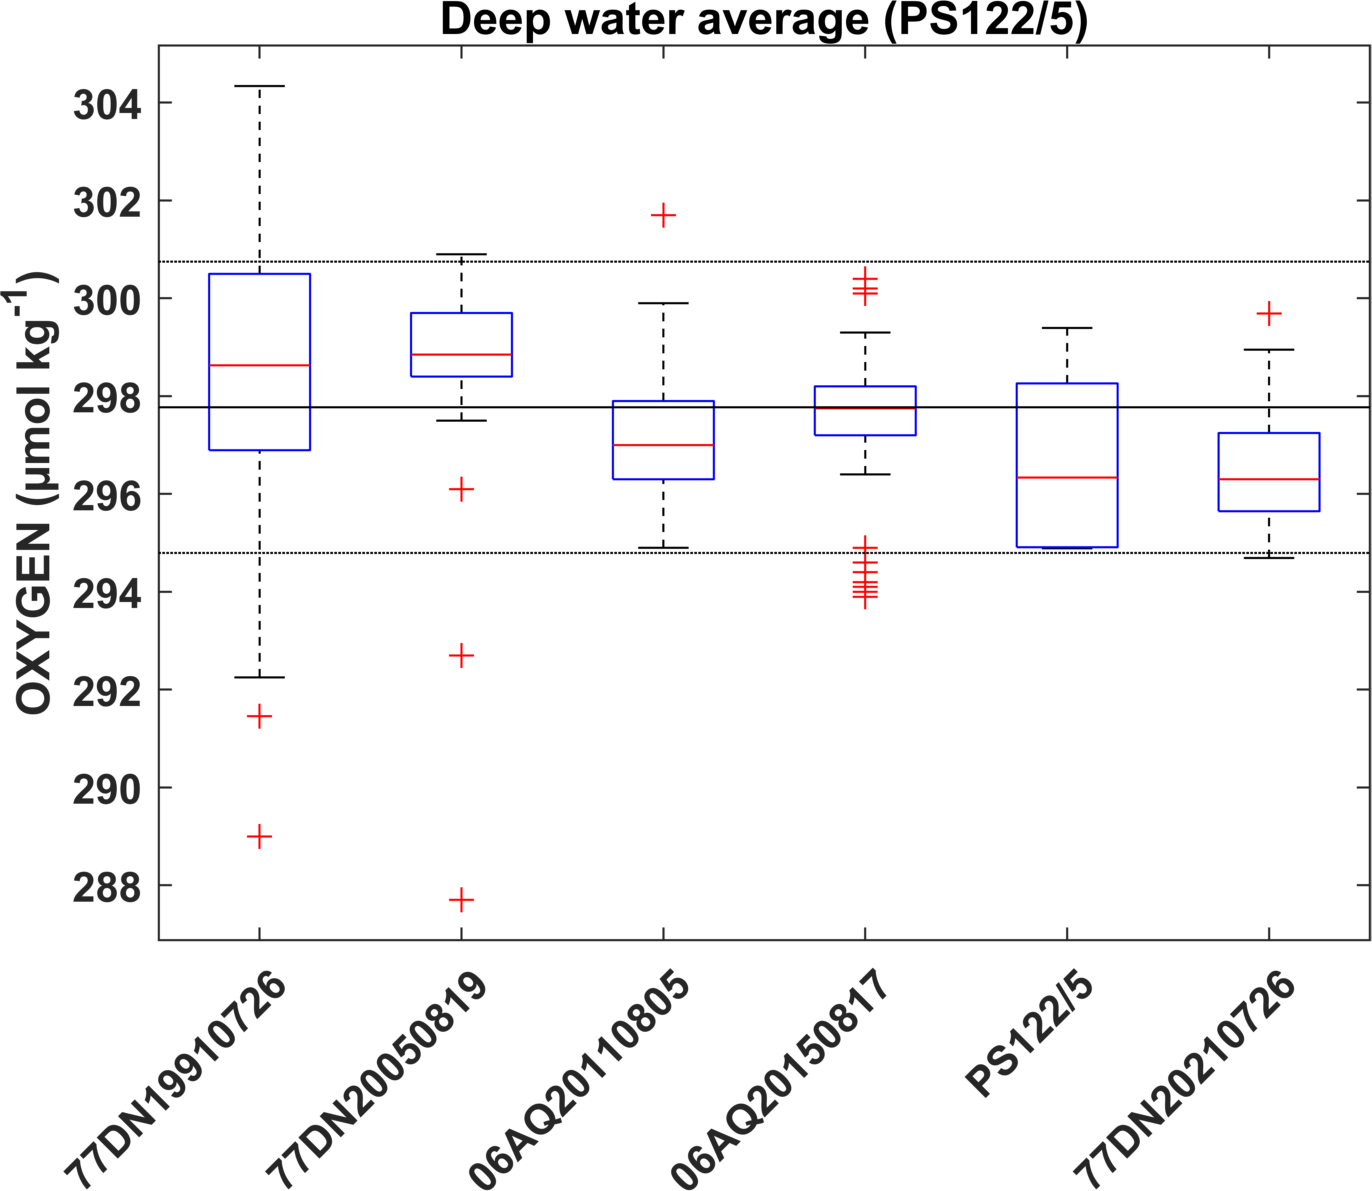 Deep water average (PS122/5)
OXYGEN (µmol kg⁻¹)
304
302
300
298
296
294
292
290
288
77DN19910726
77DN20050819
06AQ20110805
06AQ20150817
PS122/5
77DN20210726